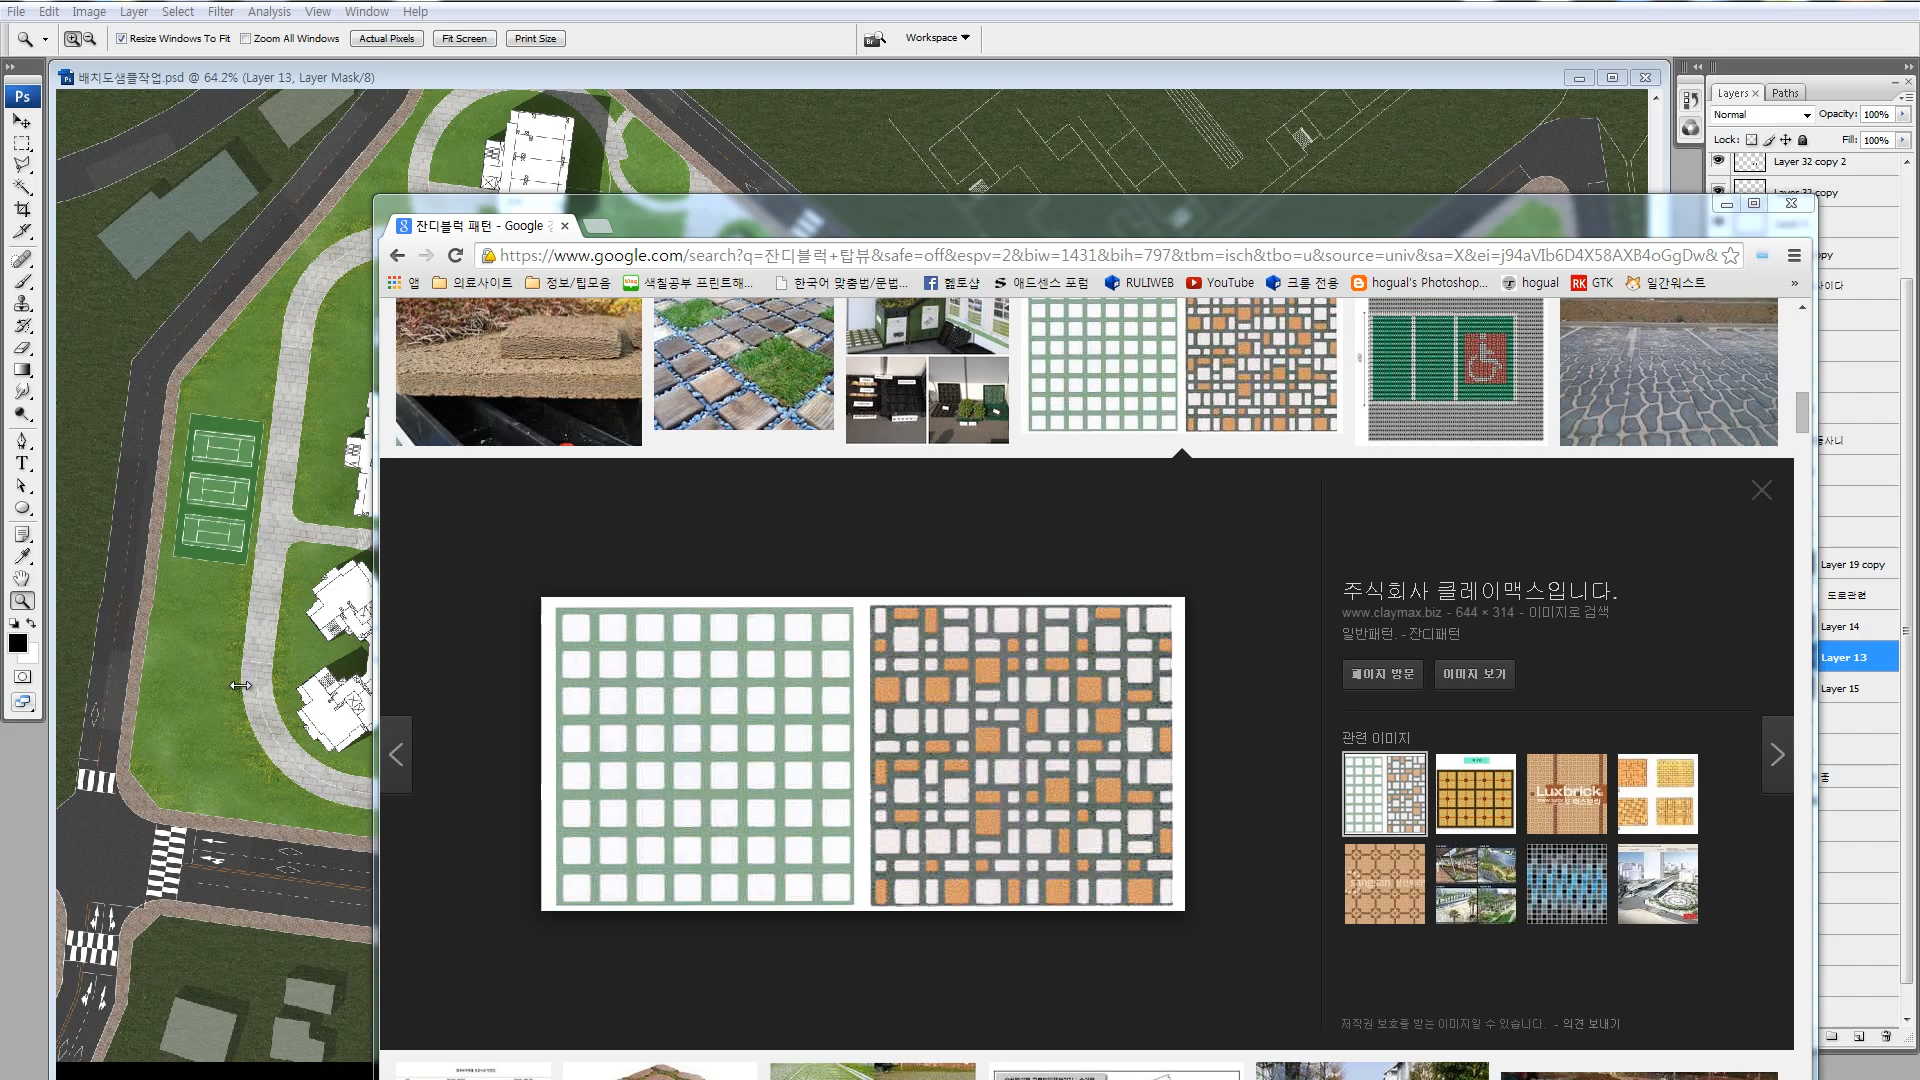 File Edit Image Layer Select Filter Analysis View Window Help
Resize Windows To Fit Zoom All Windows Actual Pixels Fit Screen Print Size Workspace
배치도샘플작업.psd @ 64.2% (Layer 13, Layer Mask/8)
Ps
Layers Paths
Normal Opacity: 100%
Lock: Fill: 100%
Layer 32 copy 2
Layer 32 copy
잔디블럭 패턴 - Google
https://www.google.com/search?q=잔디블럭+탑뷰&safe=off&espv=2&biw=1431&bih=797&tbm=isch&tbo=u&source=univ&sa=X&ei=j94aVIb6D4X58AXB4oGgDw&
앱 의료사이트 정보/팁모음 색칠공부 프린트해... 한국어 맞춤법/문법... 헬토샵 애드센스 포럼 RULIWEB YouTube 크롬 전용 hogual's Photoshop... hogual GTK 일간워스트
주식회사 클레이맥스입니다.
www.claymax.biz - 644 × 314 - 이미지로 검색
일반패턴. - 잔디패턴
페이지 방문 이미지 보기
관련 이미지
Luxbrick
저작권 보호를 받는 이미지일 수 있습니다. - 의견 보내기
Layer 19 copy
도로관련
Layer 14
Layer 13
Layer 15